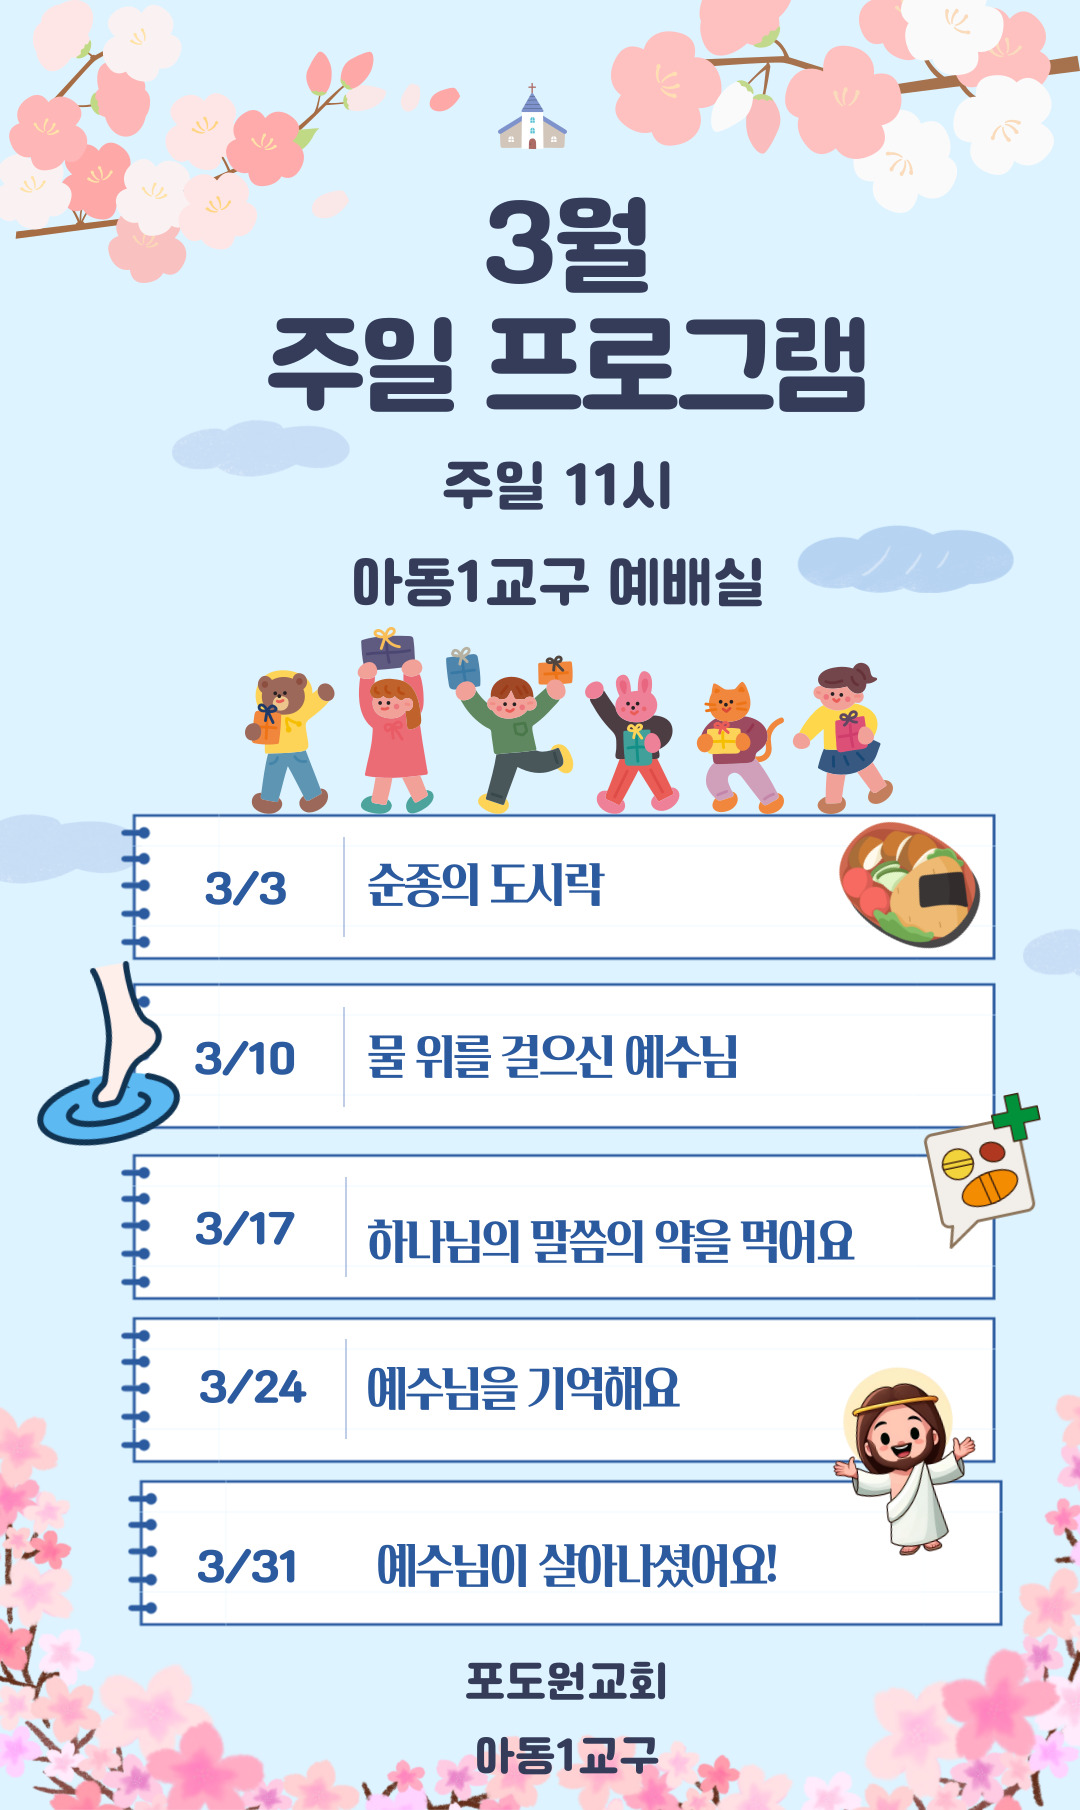 3월
주일 프로그램
주일 11시
아동1교구 예배실
3/3 순종의 도시락
3/10 물 위를 걸으신 예수님
3/17 하나님의 말씀의 약을 먹어요
3/24 예수님을 기억해요
3/31 예수님이 살아나셨어요!
포도원교회
아동1교구